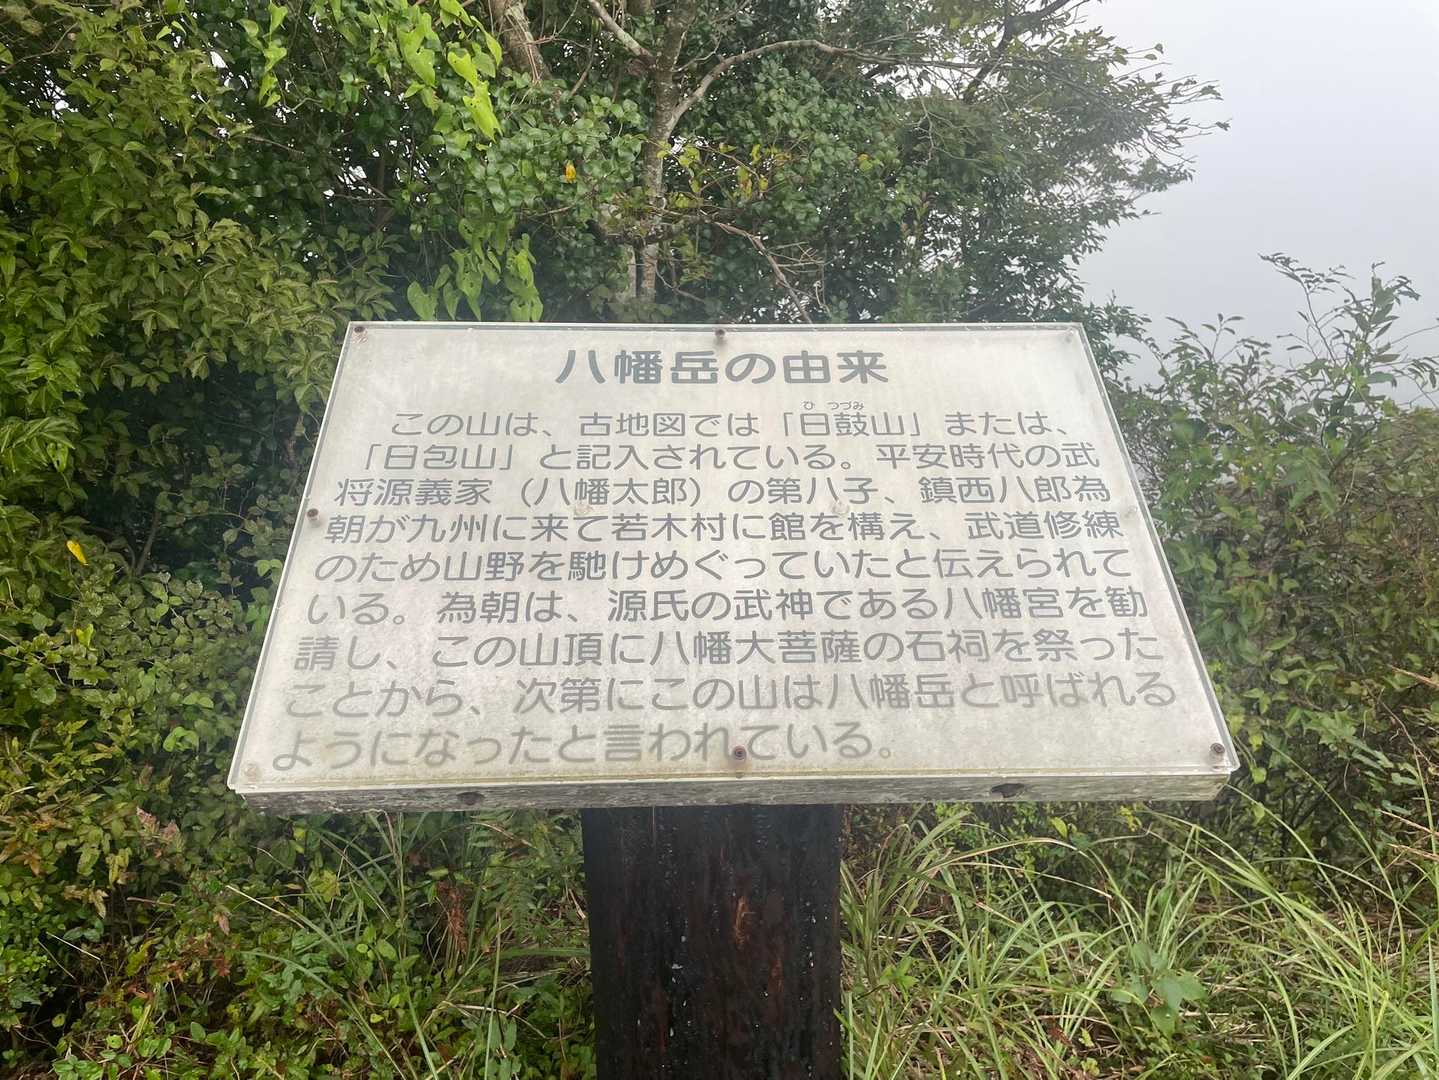 八幡岳の由来
ひ つづみ
この山は、古地図では「日鼓山」または、
「日包山」と記入されている。平安時代の武
将源義家（八幡太郎）の第八子、鎮西八郎為
朝が九州に来て若木村に館を構え、武道修練
のため山野を馳けめぐっていたと伝えられて
いる。為朝は、源氏の武神である八幡宮を勧
請し、この山頂に八幡大菩薩の石祠を祭った
ことから、次第にこの山は八幡岳と呼ばれる
ようになったと言われている。